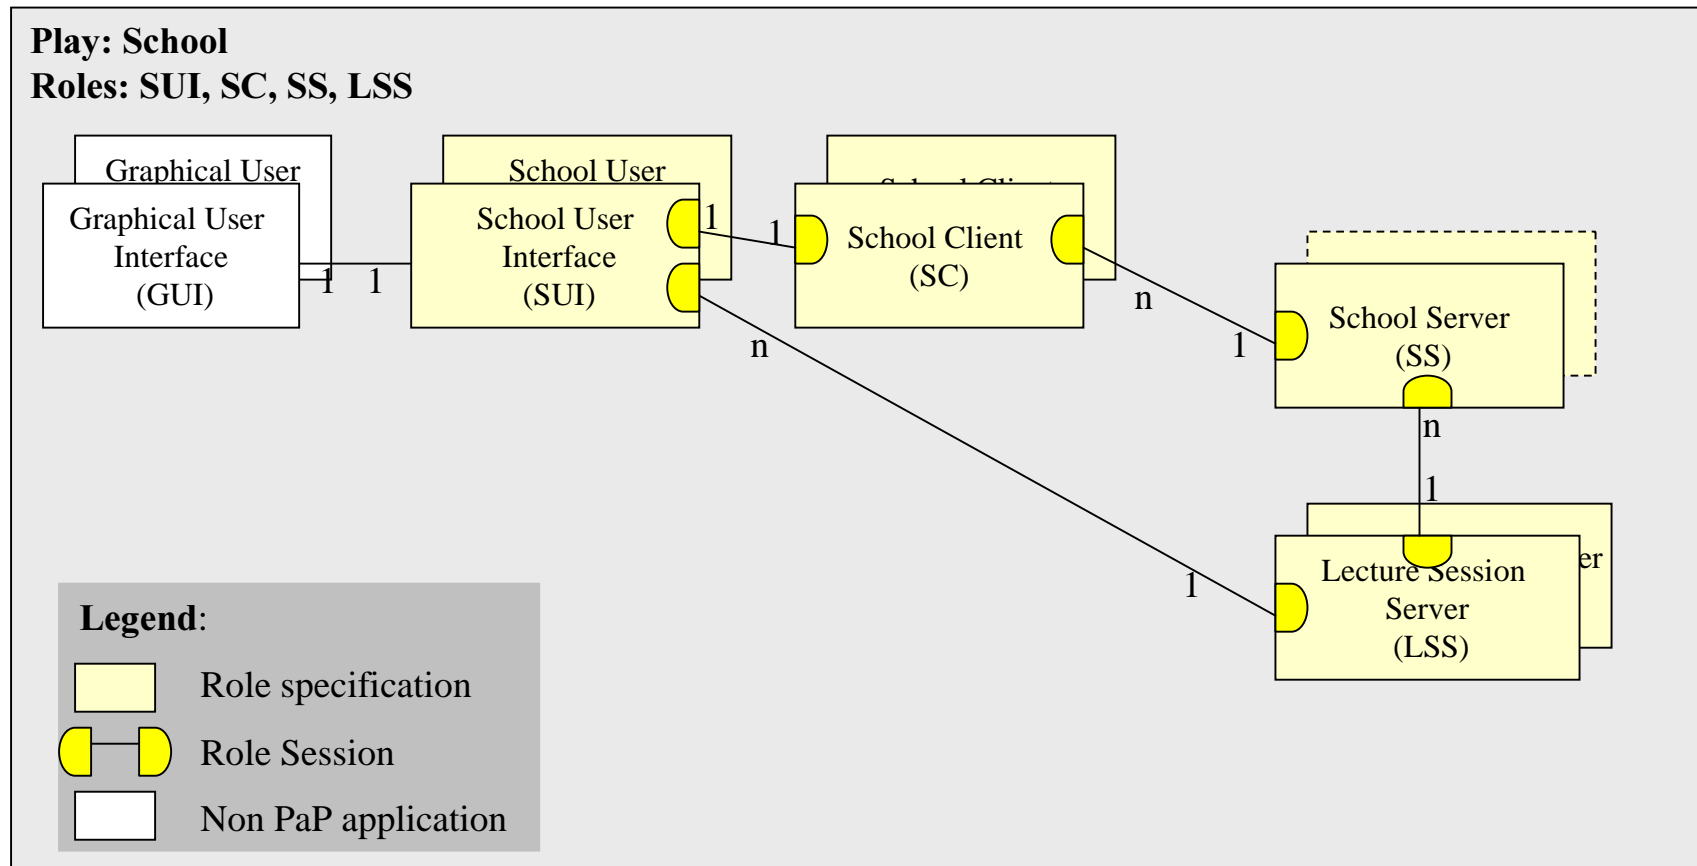 Play: School
Roles: SUI, SC, SS, LSS
Graphical User
Graphical User
Interface
(GUI)
1
1
School User
School User
Interface
(SUI)
1
n
1
School Client
School Client
(SC)
n
1
School Server
(SS)
n
1
1
er
Lecture Session
Server
(LSS)
Legend:
Role specification
Role Session
Non PaP application